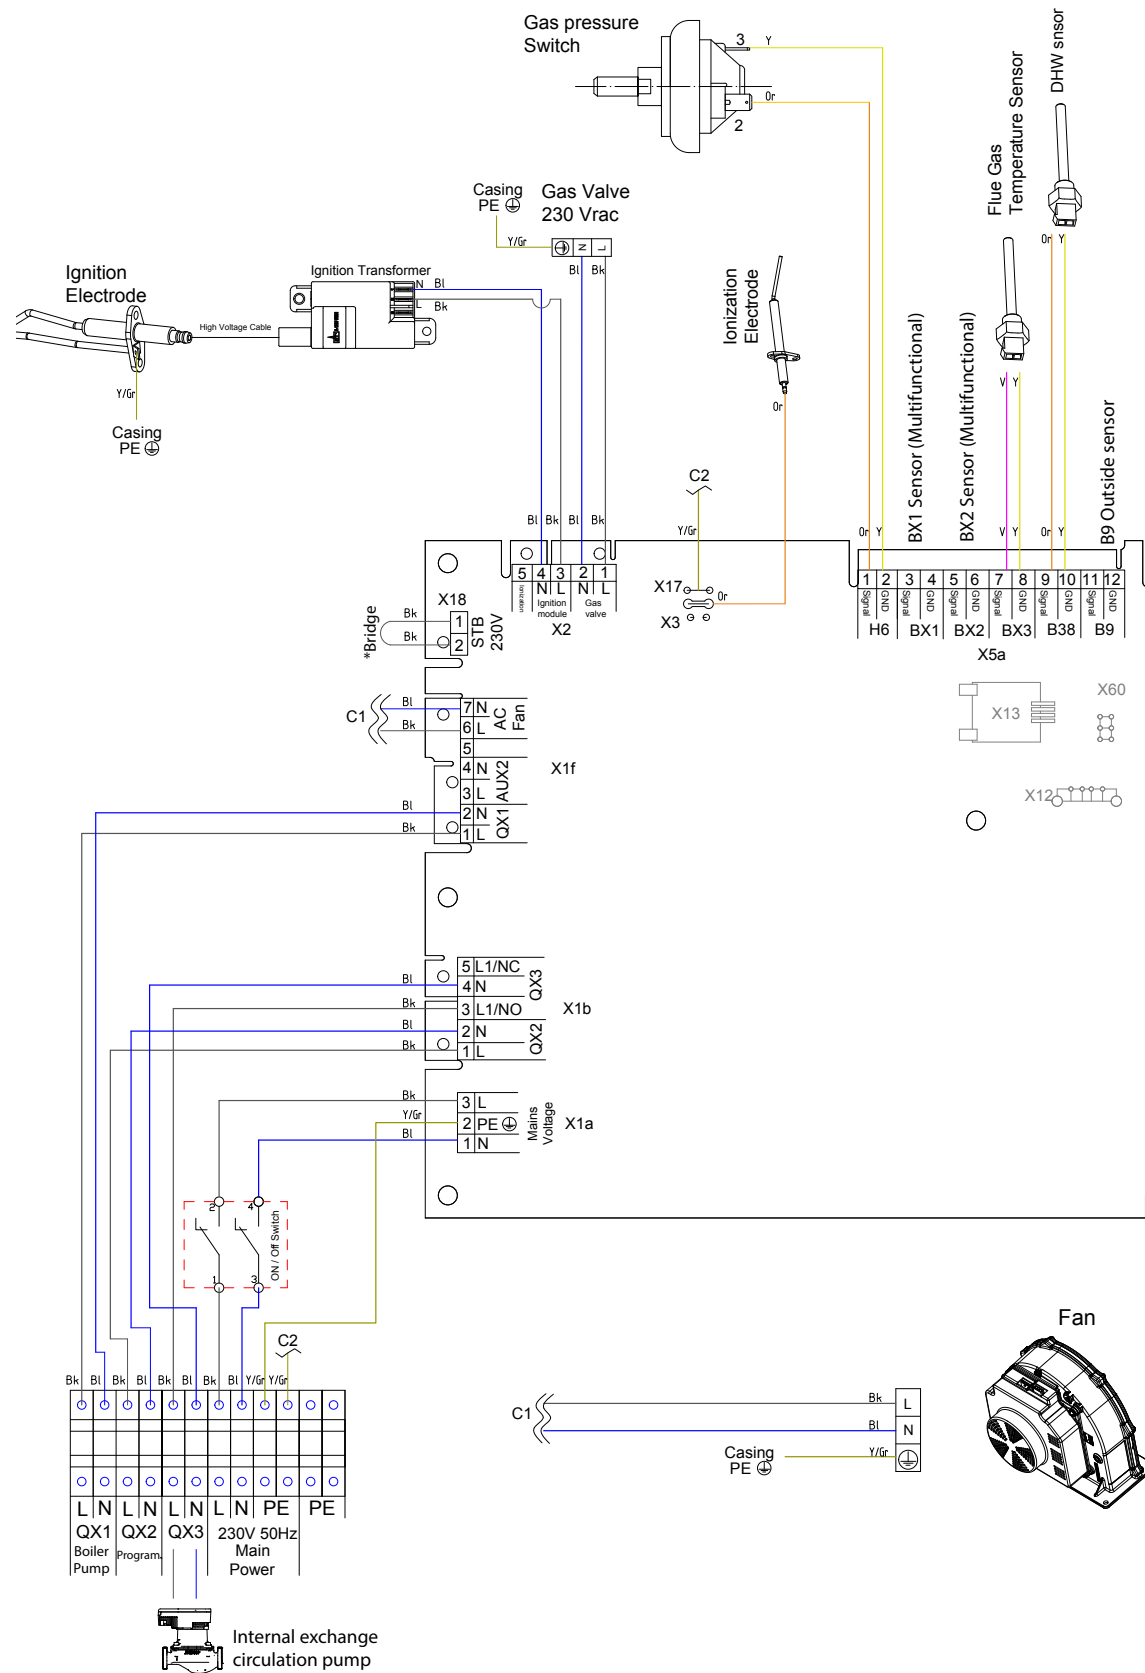 Gas pressure
Switch
3
Y
Or
2
DHW snsor
Flue Gas
Temperature Sensor
Casing
PE
Y/Gr
Gas Valve
230 Vrac
N
L
Bl
Bk
Ignition
Electrode
Ignition Transformer
N
Bl
L
Bk
High Voltage Cable
Y/Gr
Casing
PE
Ionization
Electrode
Or
Or
Y
V
Y
BX1 Sensor (Multifunctional)
BX2 Sensor (Multifunctional)
B9 Outside sensor
C2
Y/Gr
Bl
Bk
Bl
Bk
Or
Y
V
Y
Or
Y
5
4
3
2
1
N
L
N
L
Ionization
Ignition
module
Gas
valve
X2
X17
Or
X3
1
2
3
4
5
6
7
8
9
10
11
12
Signal
GND
Signal
GND
Signal
GND
Signal
GND
Signal
GND
Signal
GND
H6
BX1
BX2
BX3
B38
B9
X5a
X18
*Bridge
Bk
1
Bk
2
STB
230V
X13
X60
X12
C1
Bl
7 N
Bk
6 L
AC
Fan
5
4 N
3 L
AUX2
X1f
Bl
2 N
Bk
1 L
QX1
5 L1/NC
Bl
4 N
QX3
Bk
3 L1/NO
X1b
Bl
2 N
Bk
1 L
QX2
Bk
3 L
Y/Gr
2 PE
Bl
1 N
Mains
Voltage
X1a
2
4
1
3
ON / Off Switch
C2
Bk
Bl
Bk
Bl
Bk
Bl
Bk
Bl
Y/Gr
Y/Gr
L
N
L
N
L
N
L
N
PE
PE
QX1
QX2
QX3
230V 50Hz
Boiler
Pump
Program.
Main
Power
Internal exchange
circulation pump
Fan
C1
Bk
L
Bl
N
Casing
PE
Y/Gr